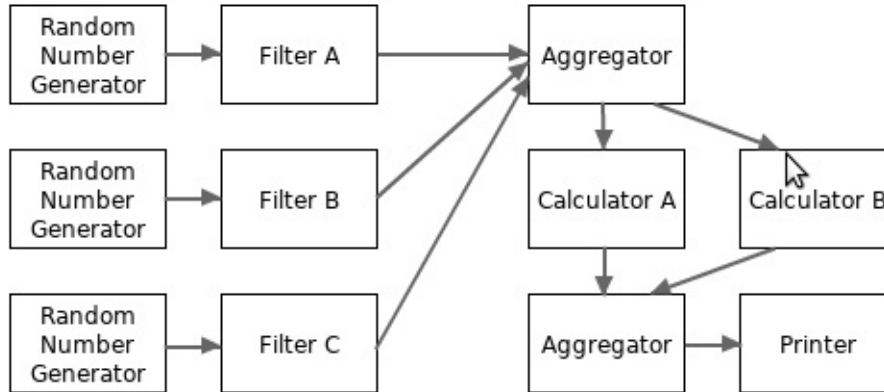 Random
Number
Generator
Filter A
Aggregator
Random
Number
Generator
Filter B
Calculator A
Calculator B
Random
Number
Generator
Filter C
Aggregator
Printer